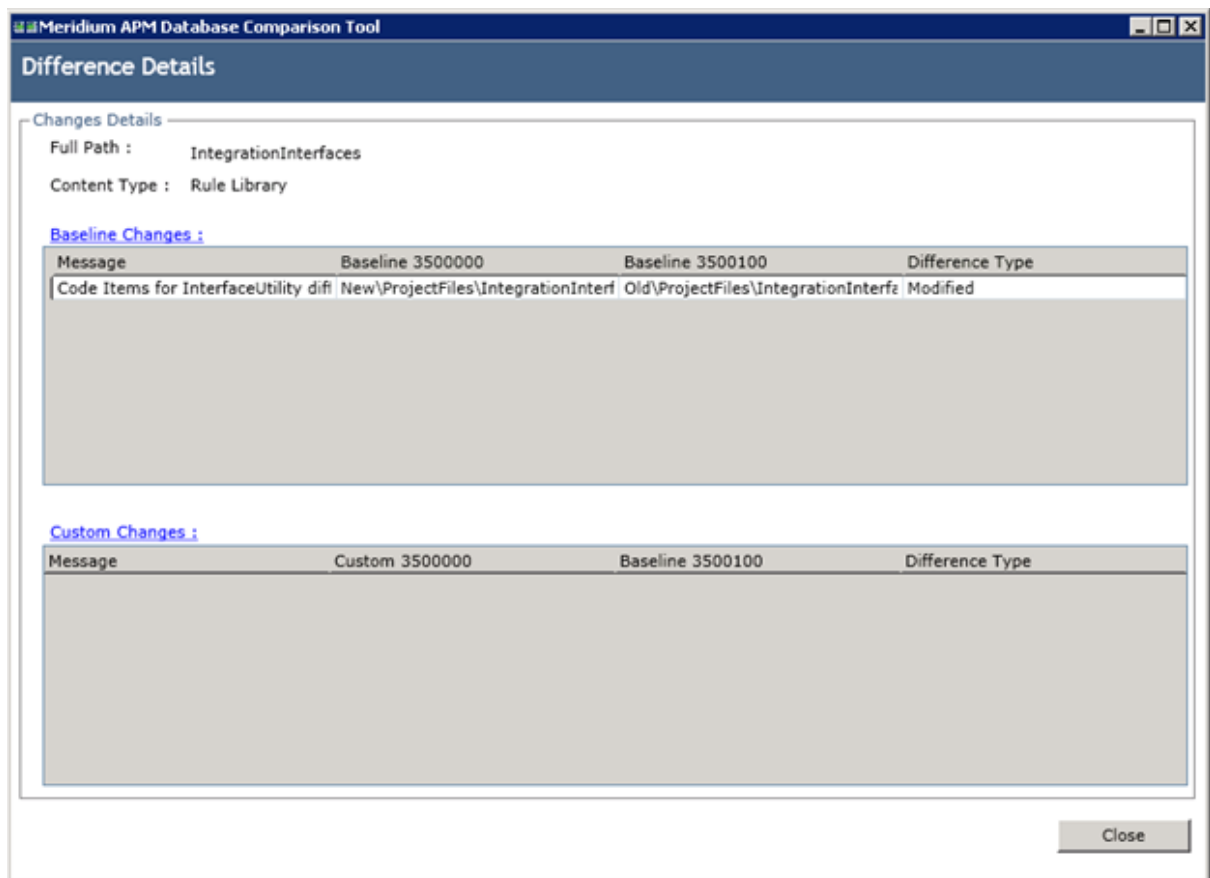 Meridium APM Database Comparison Tool
Difference Details
Changes Details
Full Path : IntegrationInterfaces
Content Type : Rule Library
Baseline Changes :
Message Baseline 3500000 Baseline 3500100 Difference Type
Code Items for InterfaceUtility diff New\ProjectFiles\IntegrationInterf Old\ProjectFiles\IntegrationInterfa Modified
Custom Changes :
Message Custom 3500000 Baseline 3500100 Difference Type
Close